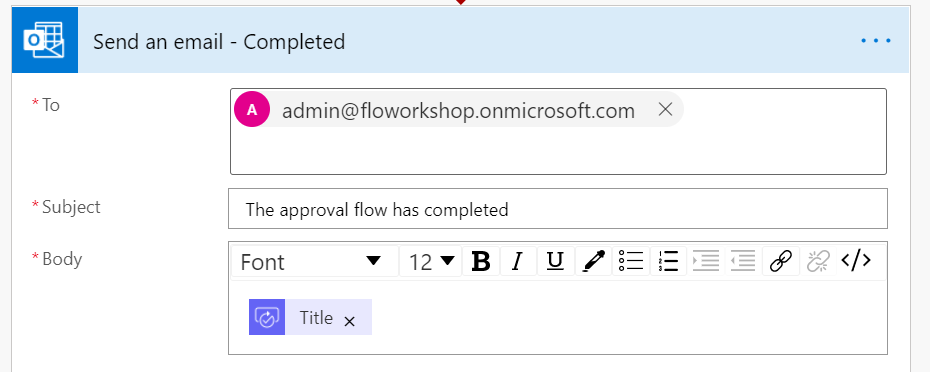 Send an email - Completed
* To
A admin@floworkshop.onmicrosoft.com
* Subject
The approval flow has completed
* Body
Font 12 B I U </>
Title